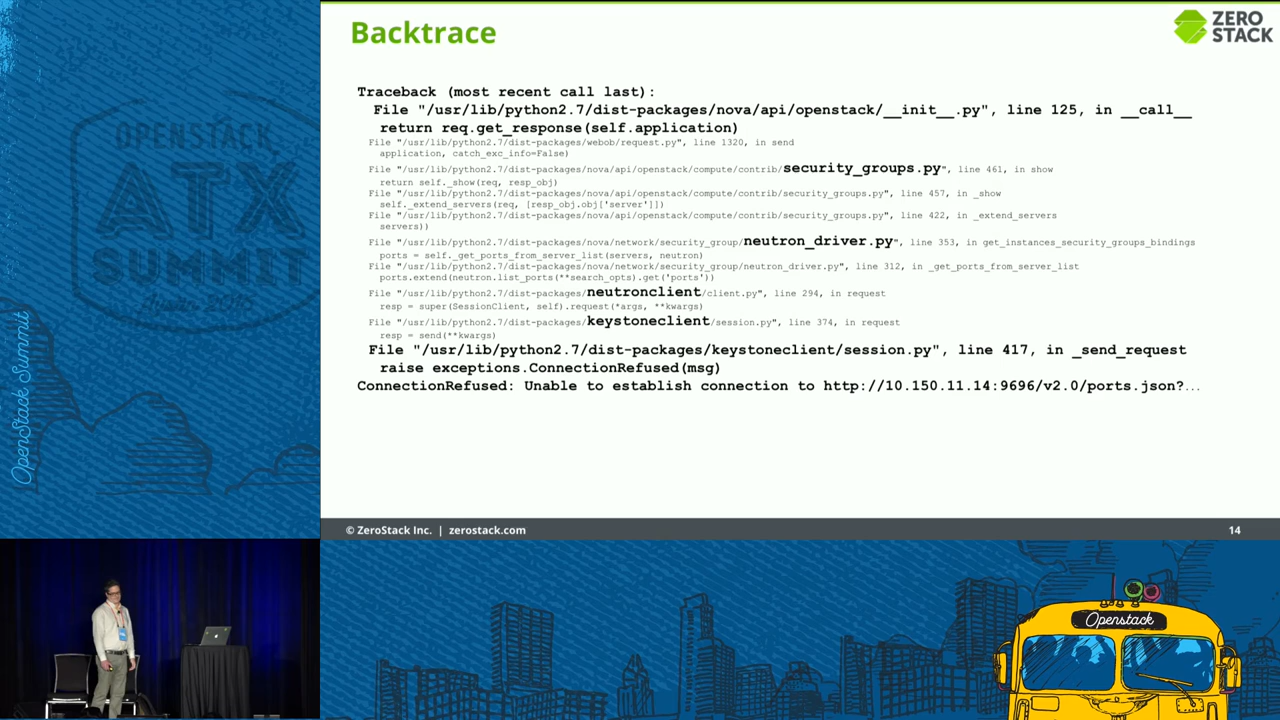 Backtrace
ZERO
STACK
Traceback (most recent call last):
File "/usr/lib/python2.7/dist-packages/nova/api/openstack/__init__.py", line 125, in __call__
return req.get_response(self.application)
File "/usr/lib/python2.7/dist-packages/webob/request.py", line 1320, in send
application, catch_exc_info=False)
File "/usr/lib/python2.7/dist-packages/nova/api/openstack/compute/contrib/security_groups.py", line 461, in show
return self._show(req, resp_obj)
File "/usr/lib/python2.7/dist-packages/nova/api/openstack/compute/contrib/security_groups.py", line 457, in _show
self._extend_servers(req, [resp_obj.obj['server']])
File "/usr/lib/python2.7/dist-packages/nova/api/openstack/compute/contrib/security_groups.py", line 422, in _extend_servers
servers))
File "/usr/lib/python2.7/dist-packages/nova/network/security_group/neutron_driver.py", line 353, in get_instances_security_groups_bindings
ports = self._get_ports_from_server_list(servers, neutron)
File "/usr/lib/python2.7/dist-packages/nova/network/security_group/neutron_driver.py", line 312, in _get_ports_from_server_list
ports.extend(neutron.list_ports(**search_opts).get('ports'))
File "/usr/lib/python2.7/dist-packages/neutronclient/client.py", line 294, in request
resp = super(SessionClient, self).request(*args, **kwargs)
File "/usr/lib/python2.7/dist-packages/keystoneclient/session.py", line 374, in request
resp = send(**kwargs)
File "/usr/lib/python2.7/dist-packages/keystoneclient/session.py", line 417, in _send_request
raise exceptions.ConnectionRefused(msg)
ConnectionRefused: Unable to establish connection to http://10.150.11.14:9696/v2.0/ports.json?...
© ZeroStack Inc. | zerostack.com
14
OPENSTACK
ATX
SUMMIT
OpenStack Summit
Openstack